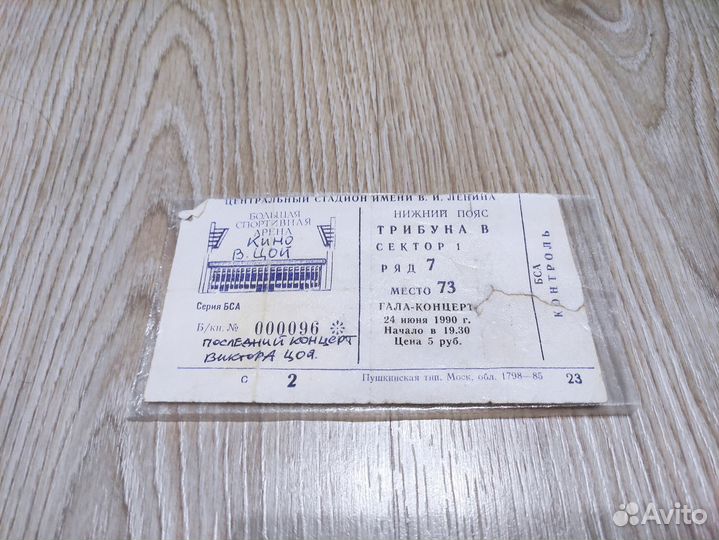 ЦЕНТРАЛЬНЫЙ СТАДИОН ИМЕНИ В. И. ЛЕНИНА
БОЛЬШАЯ
СПОРТИВНАЯ
АРЕНА
КИНО
В. ЦОЙ
Серия БСА
Б/кн. № 000096
ПОСЛЕДНИЙ КОНЦЕРТ
ВИКТОРА ЦОЯ.
НИЖНИЙ ПОЯС
ТРИБУНА В
СЕКТОР 1
РЯД 7
МЕСТО 73
ГАЛА-КОНЦЕРТ
24 июня 1990 г.
Начало в 19.30
Цена 5 руб.
БСА
КОНТРОЛЬ
С 2 Пушкинская тип. Моск. обл. 1798—85 23
Avito